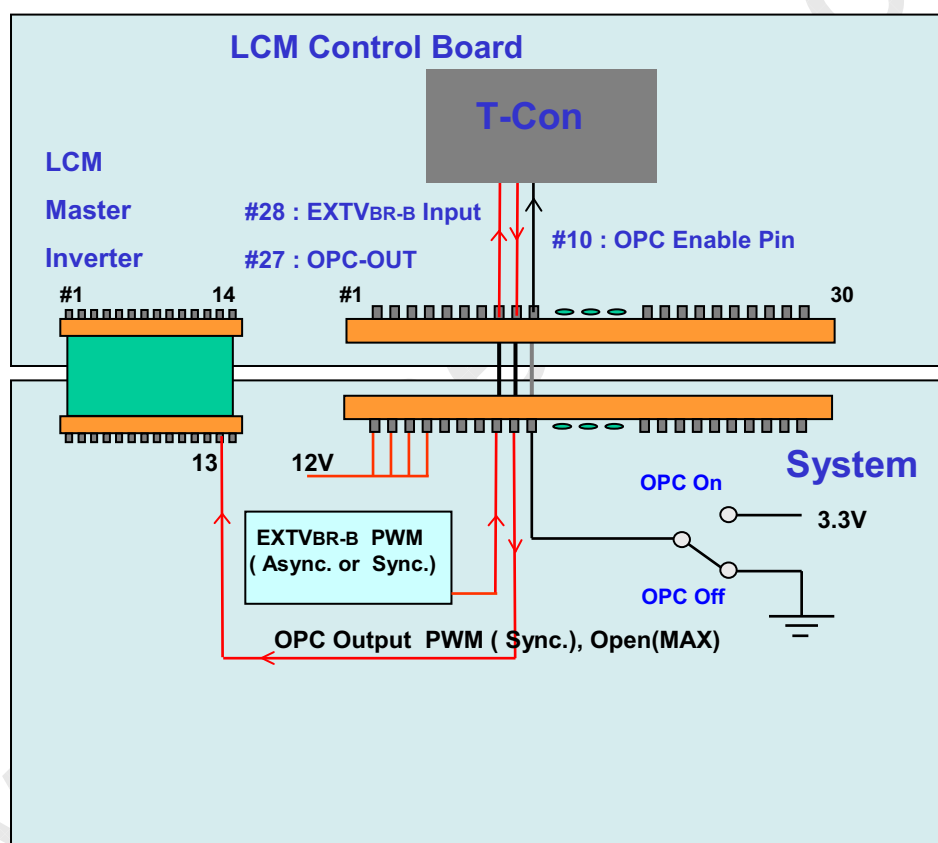 LCM Control Board
T-Con
LCM
Master
Inverter
#28 : EXTVBR-B Input
#27 : OPC-OUT
#10 : OPC Enable Pin
#1
14
#1
30
13
12V
System
OPC On
3.3V
EXTVBR-B PWM
( Async. or Sync.)
OPC Off
OPC Output PWM ( Sync.), Open(MAX)